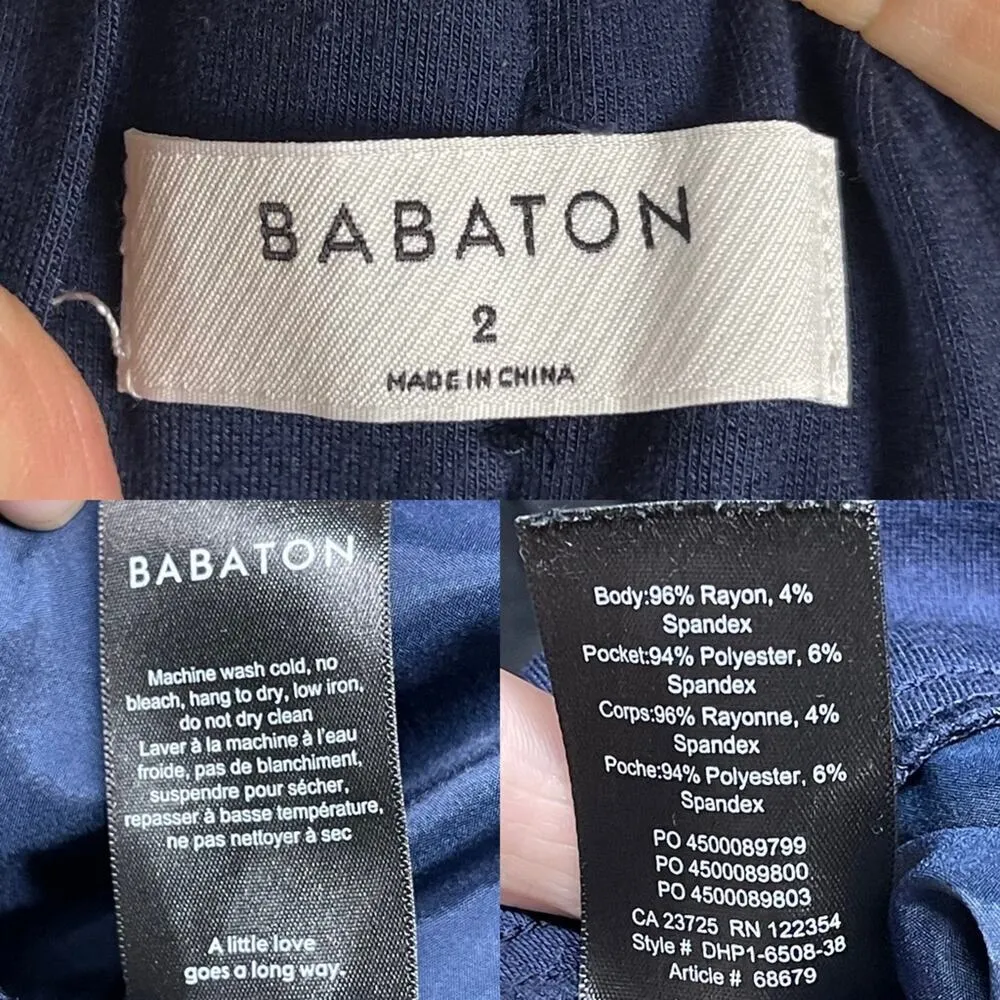 BABATON
2
MADE IN CHINA
BABATON
Machine wash cold, no
bleach, hang to dry, low iron,
do not dry clean
Laver à la machine à l'eau
froide, pas de blanchiment,
suspendre pour sécher,
repasser à basse température,
ne pas nettoyer à sec
A little love
goes a long way.
Body:96% Rayon, 4%
Spandex
Pocket:94% Polyester, 6%
Spandex
Corps:96% Rayonne, 4%
Spandex
Poche:94% Polyester, 6%
Spandex
PO 4500089799
PO 4500089800
PO 4500089803
CA 23725 RN 122354
Style # DHP1-6508-38
Article # 68679